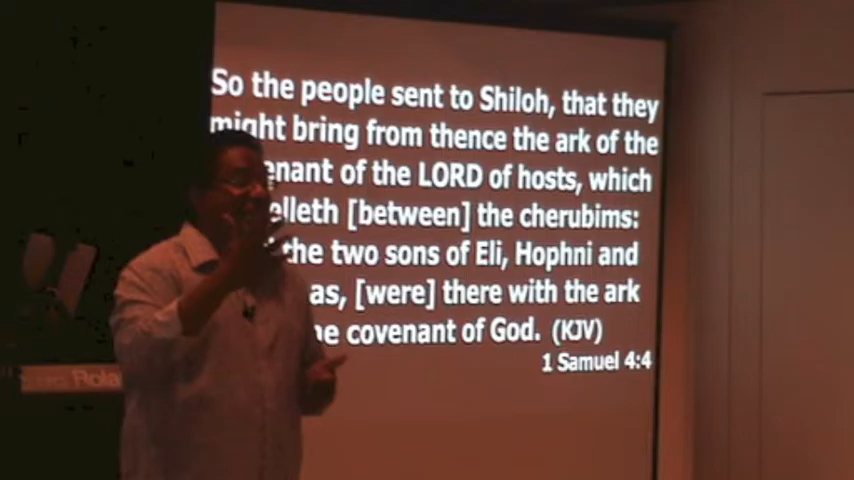 So the people sent to Shiloh, that they
might bring from thence the ark of the
enant of the LORD of hosts, which
elleth [between] the cherubims:
the two sons of Eli, Hophni and
as, [were] there with the ark
he covenant of God. (KJV)
1 Samuel 4:4
Rola